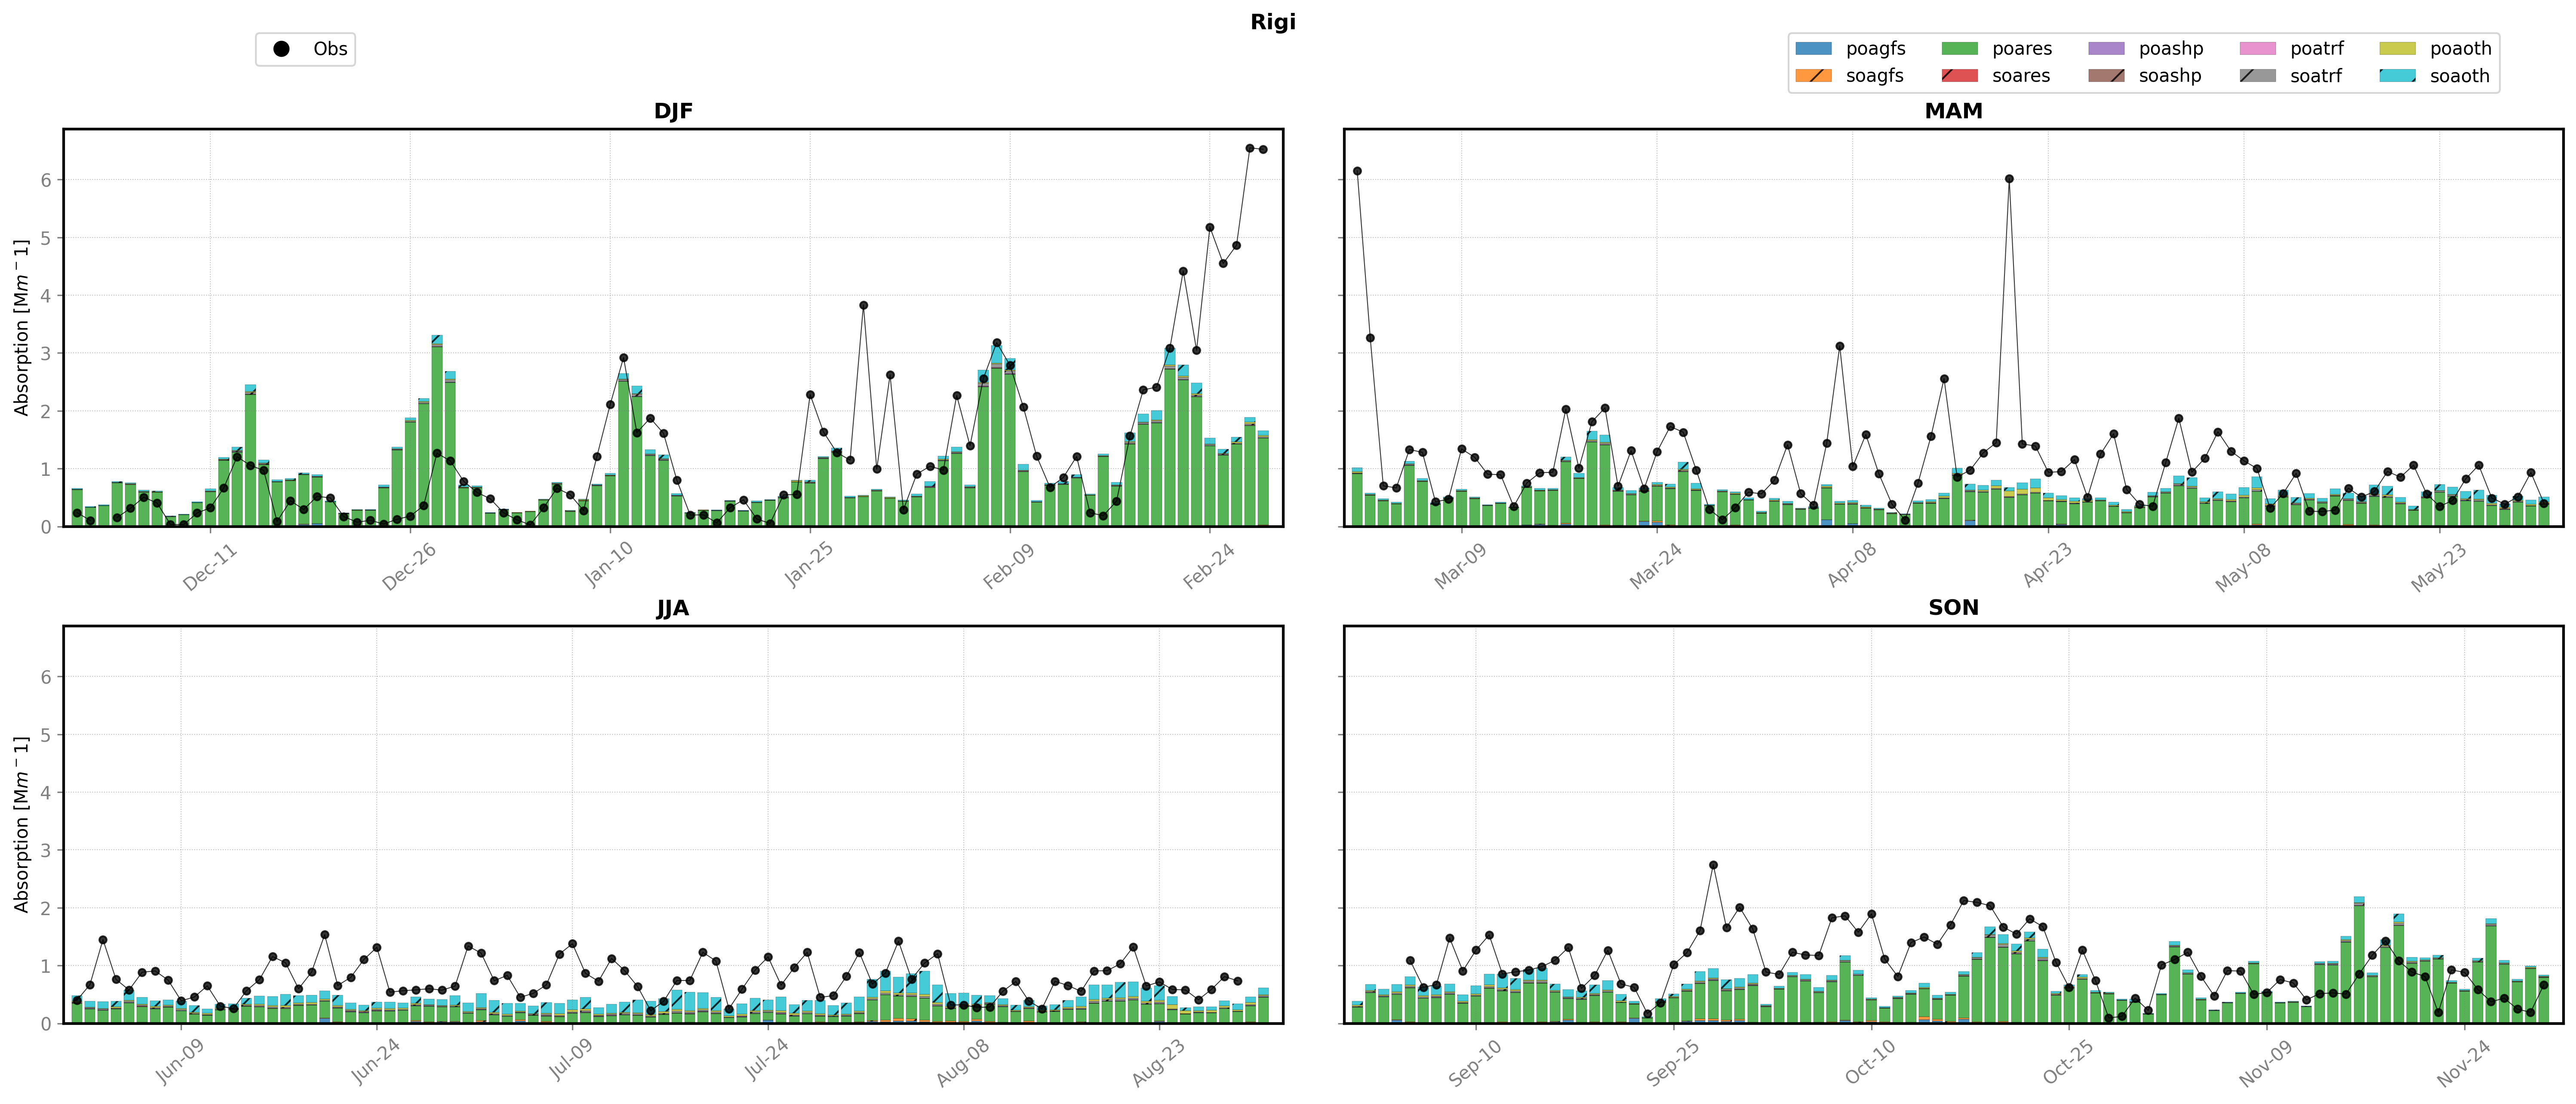 Rigi
Obs
poagfs poares poashp poatrf poaoth
soagfs soares soashp soatrf soaoth
DJF
MAM
Absorption [Mm⁻1]
6
5
4
3
2
1
0
Dec-11 Dec-26 Jan-10 Jan-25 Feb-09 Feb-24
Mar-09 Mar-24 Apr-08 Apr-23 May-08 May-23
JJA
SON
Absorption [Mm⁻1]
6
5
4
3
2
1
0
Jun-09 Jun-24 Jul-09 Jul-24 Aug-08 Aug-23
Sep-10 Sep-25 Oct-10 Oct-25 Nov-09 Nov-24